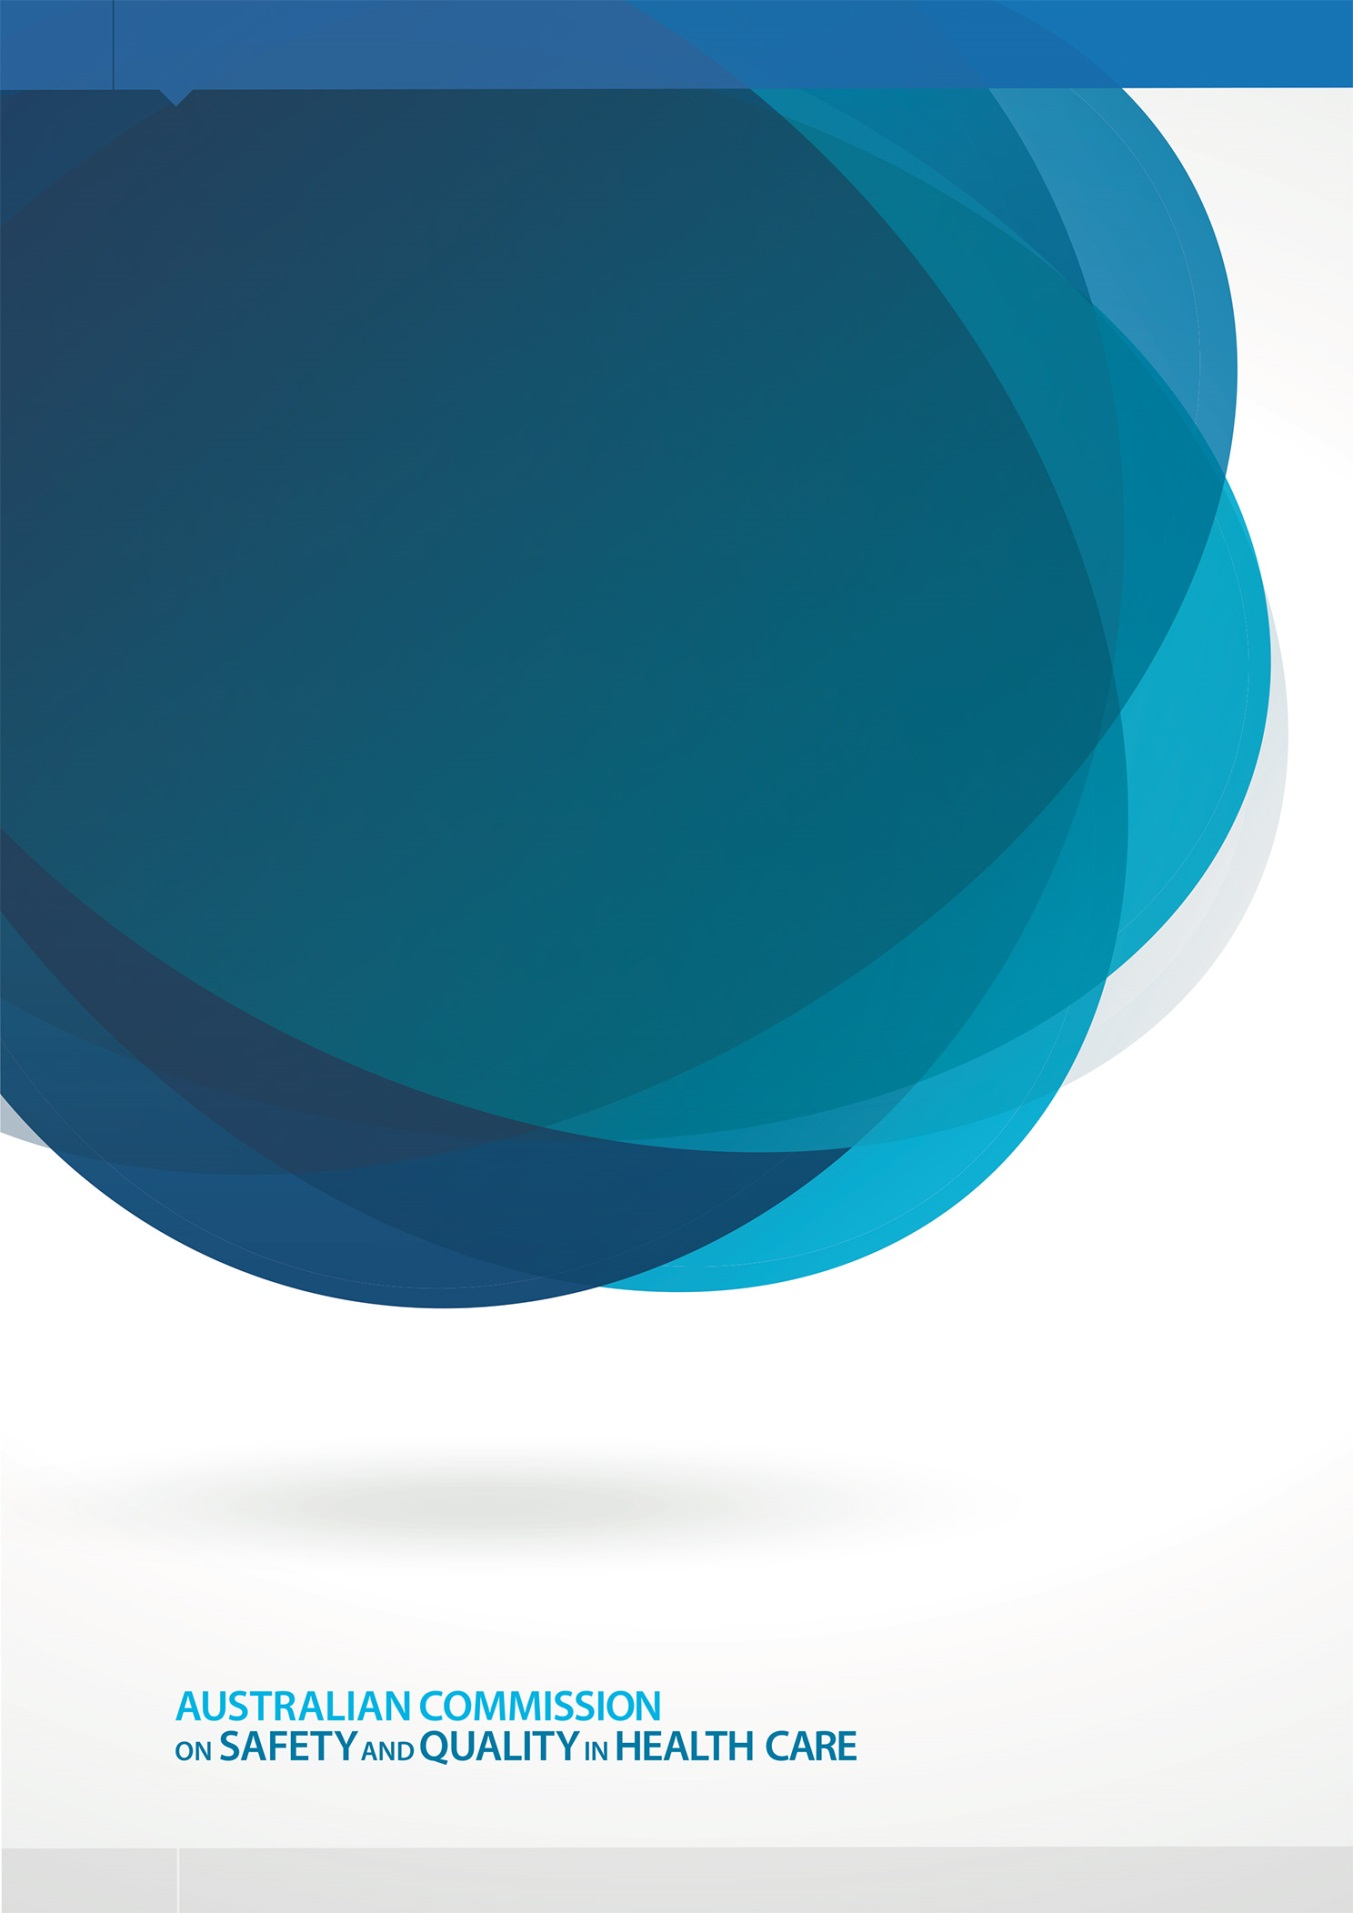 AUSTRALIAN COMMISSION
ON SAFETY AND QUALITY IN HEALTH CARE